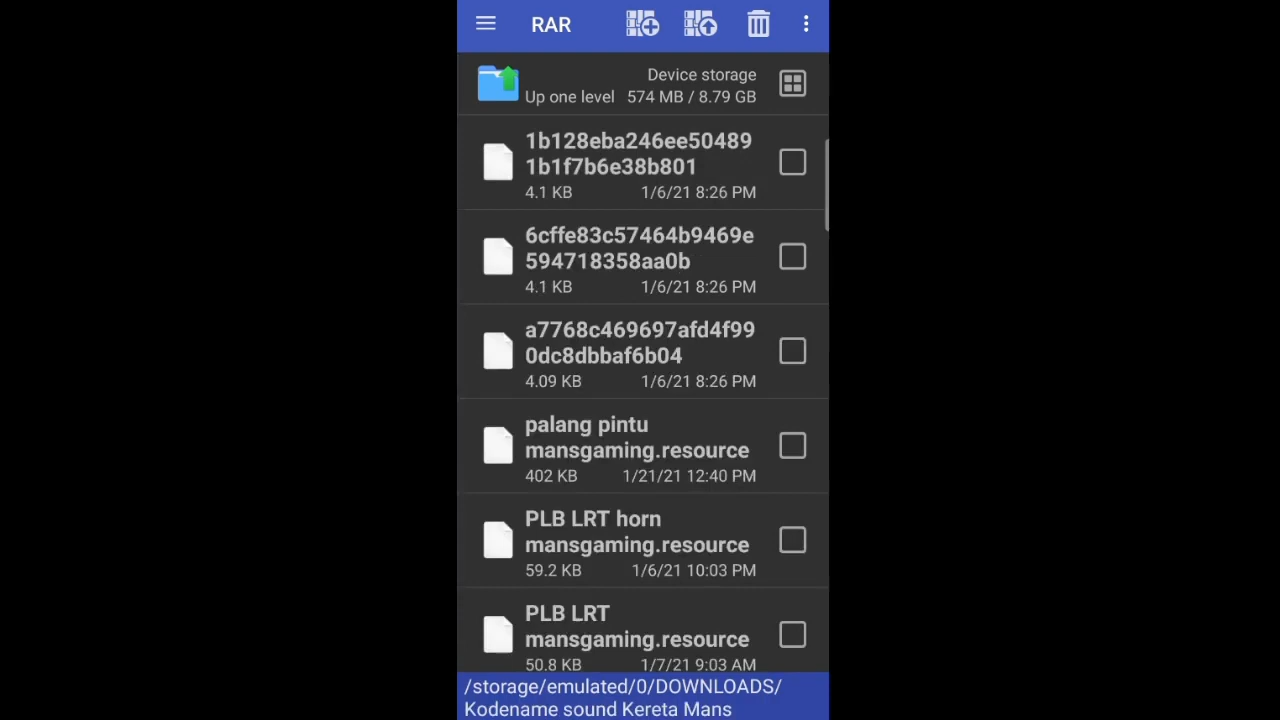 RAR
Device storage
Up one level 574 MB / 8.79 GB
1b128eba246ee50489
1b1f7b6e38b801
4.1 KB 1/6/21 8:26 PM
6cffe83c57464b9469e
594718358aa0b
4.1 KB 1/6/21 8:26 PM
a7768c469697afd4f99
0dc8dbbaf6b04
4.09 KB 1/6/21 8:26 PM
palang pintu
mansgaming.resource
402 KB 1/21/21 12:40 PM
PLB LRT horn
mansgaming.resource
59.2 KB 1/6/21 10:03 PM
PLB LRT
mansgaming.resource
50.8 KB 1/7/21 9:03 AM
/storage/emulated/0/DOWNLOADS/
Kodename sound Kereta Mans